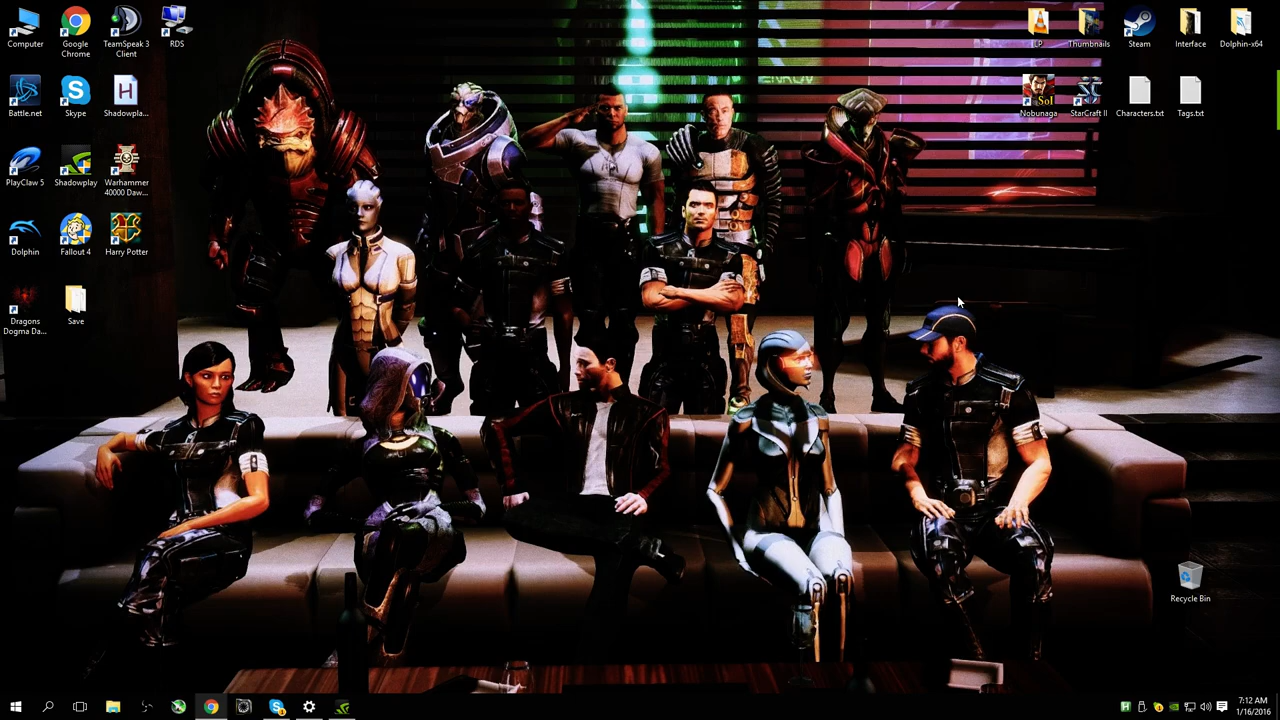 Computer
Google
Chrome
TeamSpeak 3
Client
RDS
LP
Thumbnails
Steam
Interface
Dolphin-x64
Battle.net
Skype
Shadowpla...
Nobunaga
SoI
StarCraft II
Characters.txt
Tags.txt
PlayClaw 5
Shadowplay
Warhammer
40000 Daw...
Dolphin
Fallout 4
Harry Potter
Dragons
Dogma Da...
Save
Recycle Bin
7:12 AM
1/16/2016